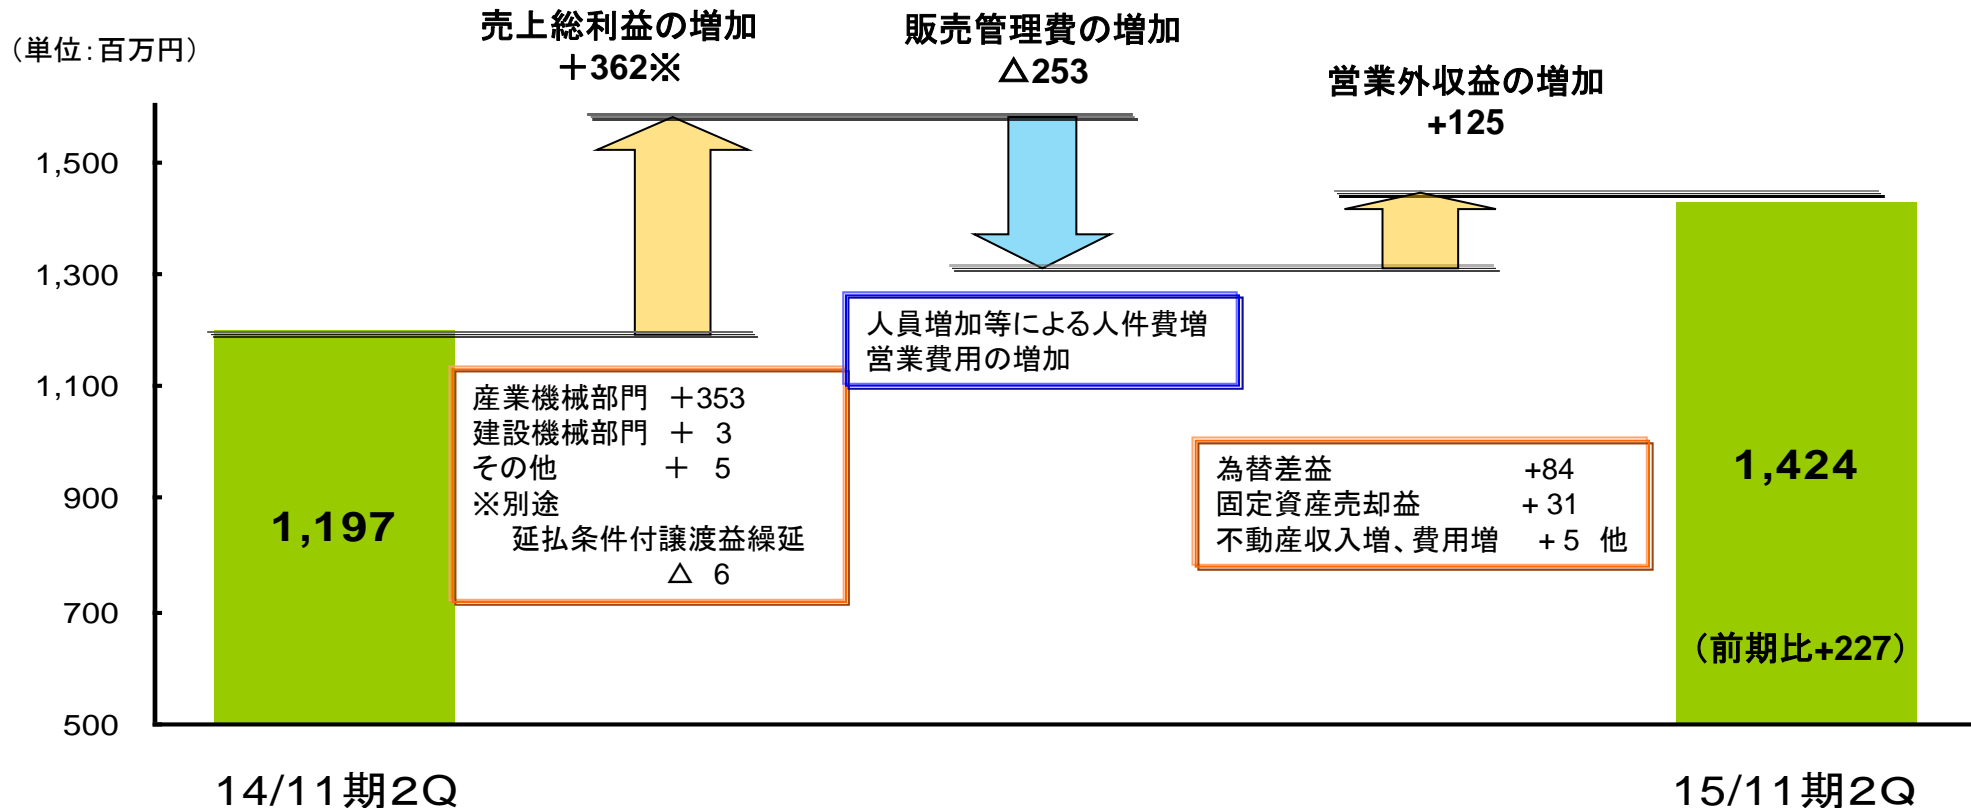 （単位：百万円）
売上総利益の増加
＋362※
販売管理費の増加
△253
営業外収益の増加
+125
1,500
1,300
1,100
900
700
500
1,197
産業機械部門　＋353
建設機械部門　＋　3
その他　＋　5
※別途
延払条件付譲渡益繰延
△　6
人員増加等による人件費増
営業費用の増加
為替差益　+84
固定資産売却益　+ 31
不動産収入増、費用増　+ 5　他
1,424
（前期比+227）
14/11期2Q
15/11期2Q